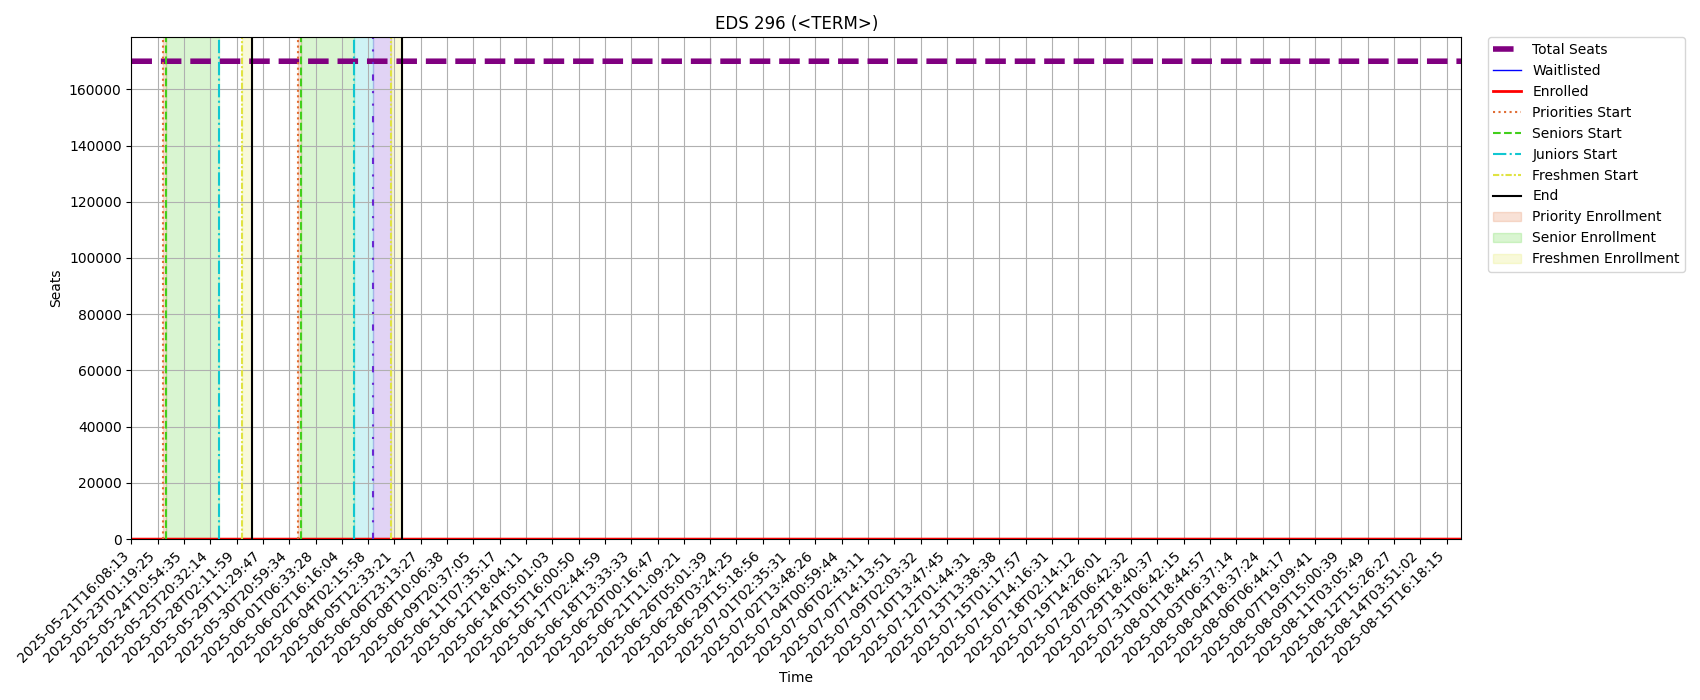 EDS 296 (<TERM>)
Total Seats
Waitlisted
Enrolled
Priorities Start
Seniors Start
Juniors Start
Freshmen Start
End
Priority Enrollment
Senior Enrollment
Freshmen Enrollment
Seats
160000
140000
120000
100000
80000
60000
40000
20000
0
2025-05-21T16:08:13
2025-05-23T01:19:25
2025-05-24T10:54:35
2025-05-25T20:32:14
2025-05-28T02:11:59
2025-05-29T11:29:47
2025-05-30T20:59:34
2025-06-01T06:33:28
2025-06-02T16:16:04
2025-06-04T02:15:58
2025-06-05T12:33:21
2025-06-06T23:13:27
2025-06-08T10:06:38
2025-06-09T20:37:05
2025-06-11T07:35:17
2025-06-12T18:04:11
2025-06-14T05:01:03
2025-06-15T16:00:50
2025-06-17T02:44:59
2025-06-18T13:33:33
2025-06-20T00:16:47
2025-06-21T11:09:21
2025-06-26T05:01:39
2025-06-28T03:24:25
2025-06-29T15:18:56
2025-07-01T02:35:31
2025-07-02T13:48:26
2025-07-04T00:59:44
2025-07-06T02:43:11
2025-07-07T14:13:51
2025-07-09T02:03:32
2025-07-10T13:47:45
2025-07-12T01:44:31
2025-07-13T13:38:38
2025-07-15T01:17:57
2025-07-16T14:16:31
2025-07-18T02:14:12
2025-07-19T14:26:01
2025-07-28T06:42:32
2025-07-29T18:40:37
2025-07-31T06:42:15
2025-08-01T18:44:57
2025-08-03T06:37:14
2025-08-04T18:37:24
2025-08-06T06:44:17
2025-08-07T19:09:41
2025-08-09T15:00:39
2025-08-11T03:05:49
2025-08-12T15:26:27
2025-08-14T03:51:02
2025-08-15T16:18:15
Time